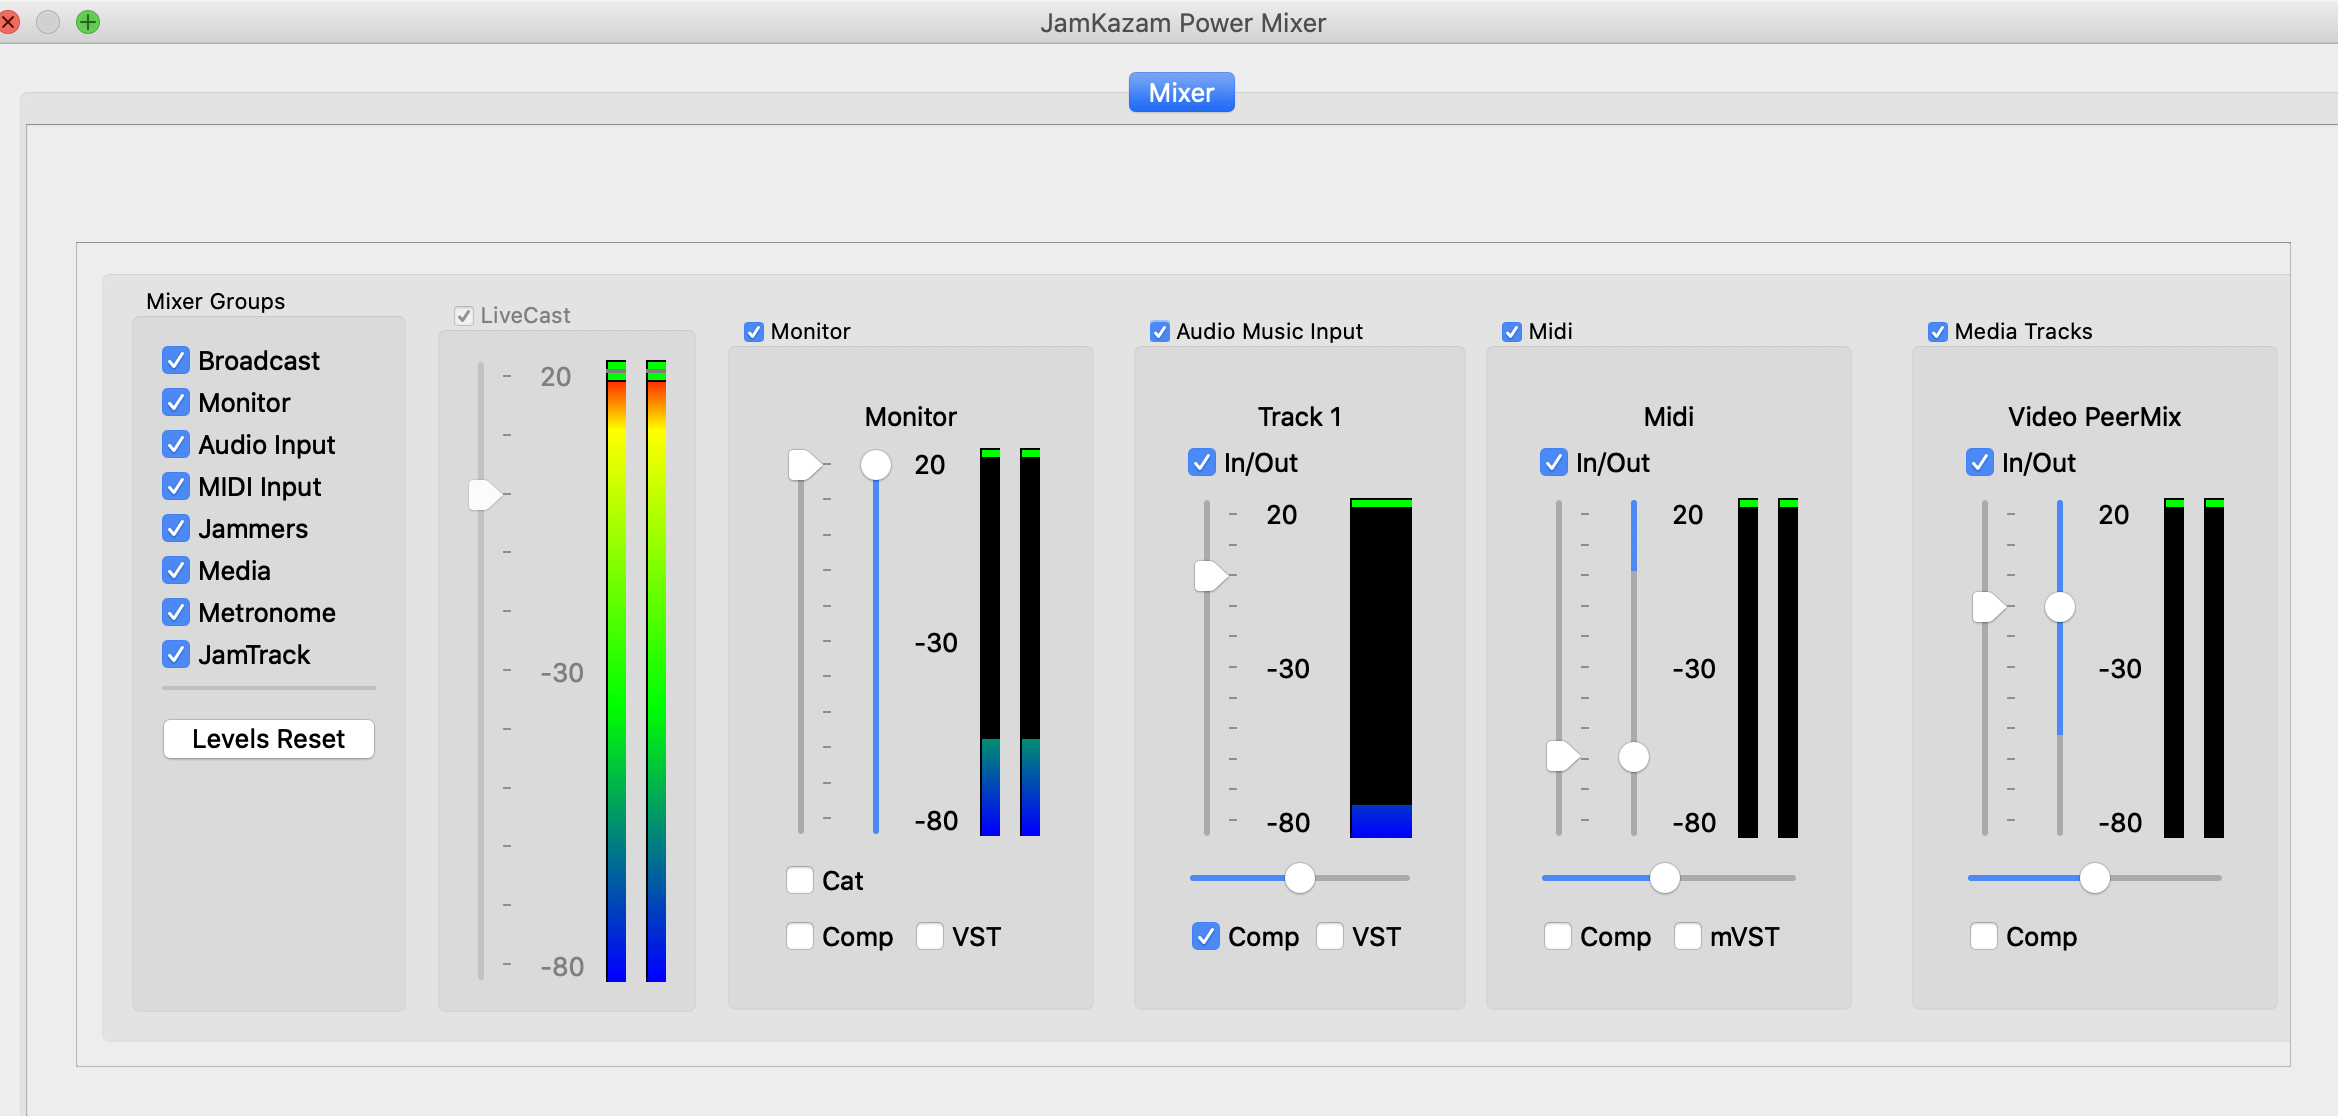 JamKazam Power Mixer
Mixer
Mixer Groups
Broadcast
Monitor
Audio Input
MIDI Input
Jammers
Media
Metronome
JamTrack
Levels Reset
LiveCast
20
-30
-80
Monitor
Monitor
20
-30
-80
Cat
Comp VST
Audio Music Input
Track 1
In/Out
20
-30
-80
Comp VST
Midi
Midi
In/Out
20
-30
-80
Comp mVST
Media Tracks
Video PeerMix
In/Out
20
-30
-80
Comp